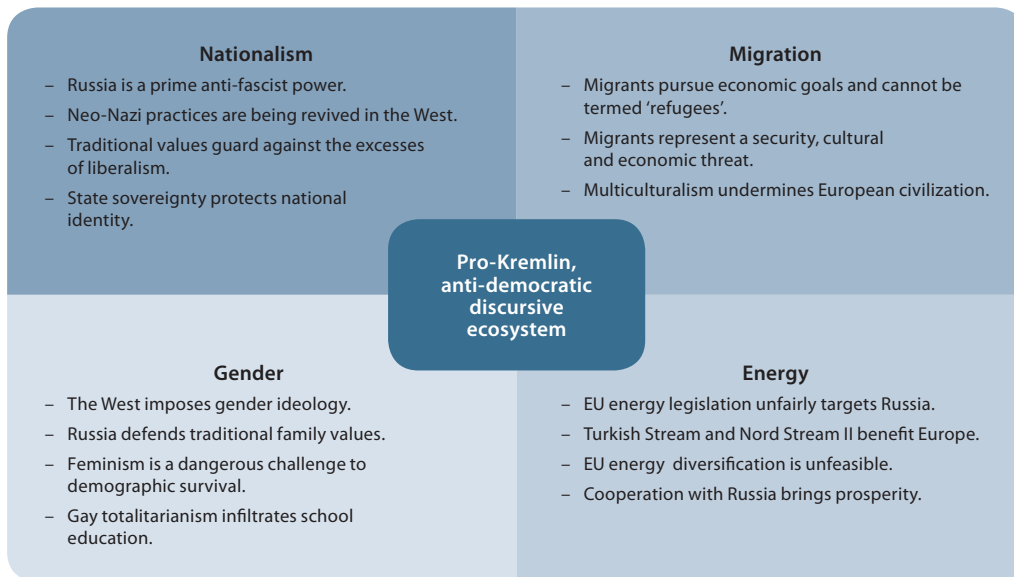 Nationalism
– Russia is a prime anti-fascist power.
– Neo-Nazi practices are being revived in the West.
– Traditional values guard against the excesses
of liberalism.
– State sovereignty protects national
identity.
Migration
– Migrants pursue economic goals and cannot be
termed ‘refugees’.
– Migrants represent a security, cultural
and economic threat.
– Multiculturalism undermines European civilization.
Pro-Kremlin,
anti-democratic
discursive
ecosystem
Gender
– The West imposes gender ideology.
– Russia defends traditional family values.
– Feminism is a dangerous challenge to
demographic survival.
– Gay totalitarianism infiltrates school
education.
Energy
– EU energy legislation unfairly targets Russia.
– Turkish Stream and Nord Stream II benefit Europe.
– EU energy diversification is unfeasible.
– Cooperation with Russia brings prosperity.